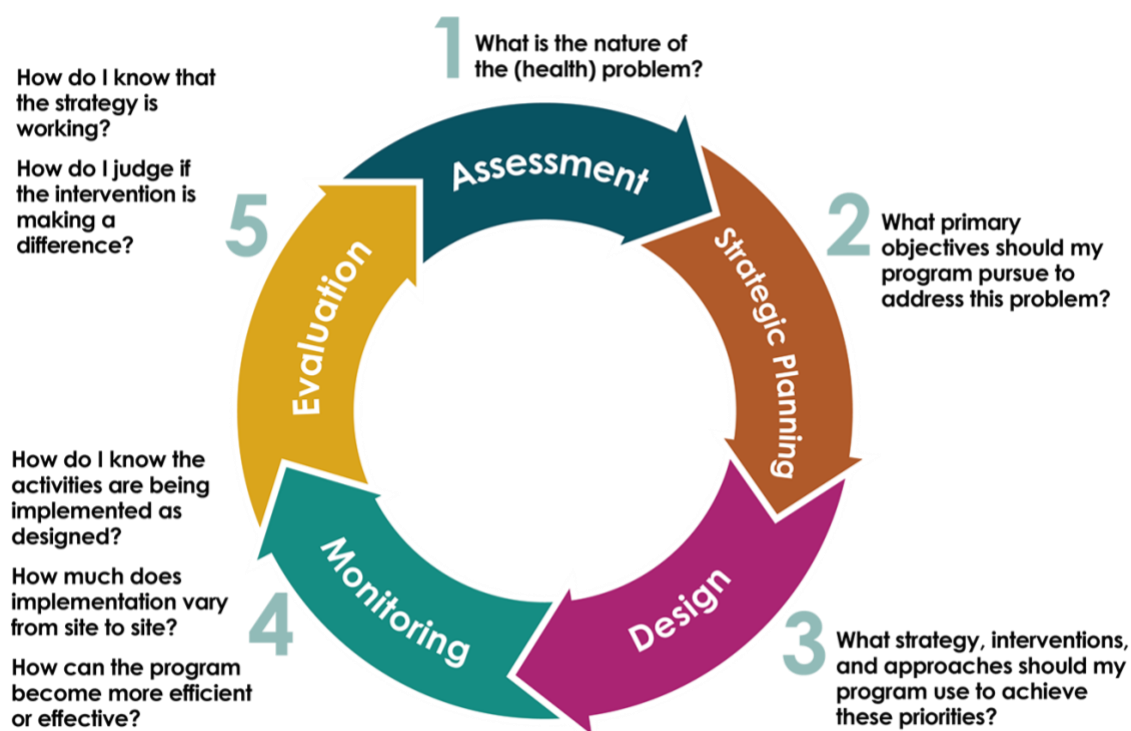 1
What is the nature of
the (health) problem?
Assessment
2
What primary
objectives should my
program pursue to
address this problem?
Strategic Planning
3
What strategy, interventions,
and approaches should my
program use to achieve
these priorities?
Design
4
How do I know the
activities are being
implemented as
designed?
How much does
implementation vary
from site to site?
How can the program
become more efficient
or effective?
Monitoring
5
How do I know that
the strategy is
working?
How do I judge if
the intervention is
making a
difference?
Evaluation